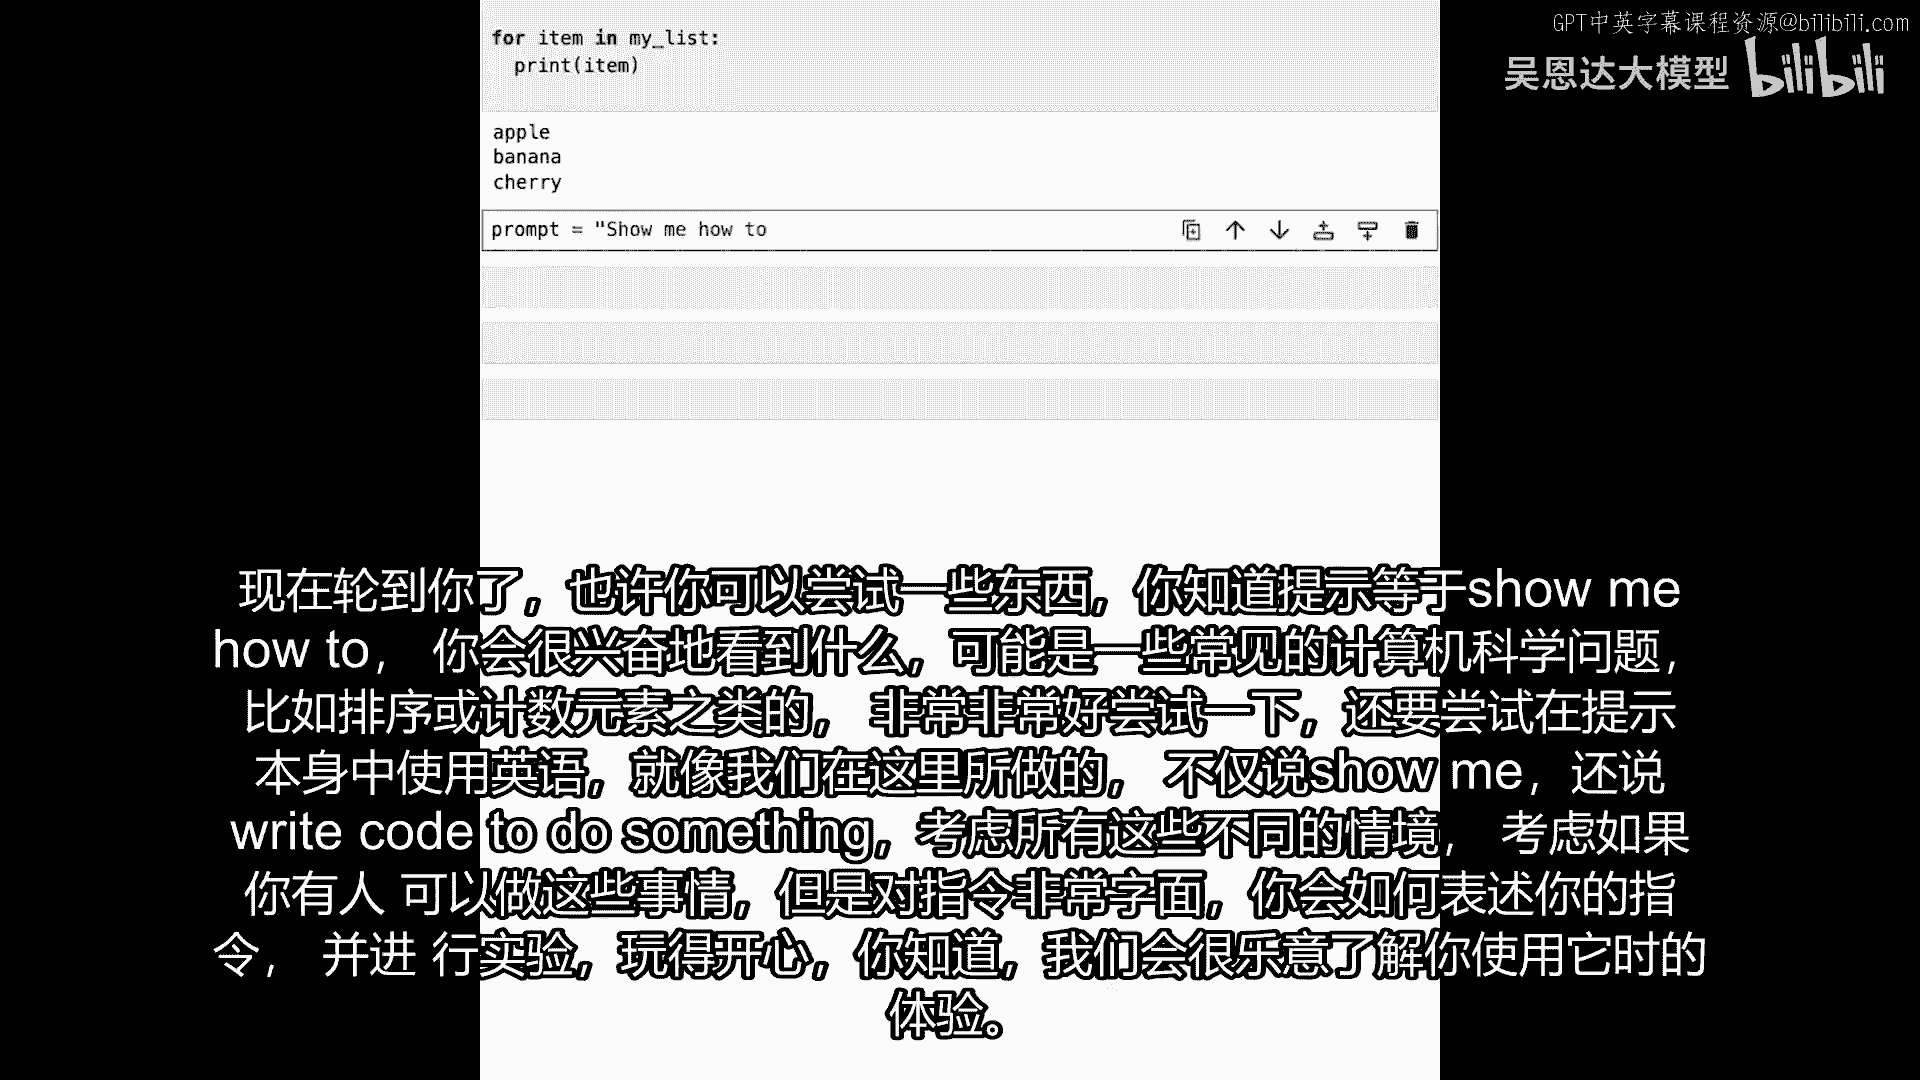 GPT中英字幕课程资源@bilibili.com
吴恩达大模型 bilibili
for item in my_list:
print(item)
apple
banana
cherry
prompt = "Show me how to
现在轮到你了，也许你可以尝试一些东西，你知道提示等于show me
how to， 你会很兴奋地看到什么，可能是一些常见的计算机科学问题，
比如排序或计数元素之类的， 非常非常好尝试一下，还要尝试在提示
本身中使用英语，就像我们在这里所做的， 不仅说show me，还说
write code to do something，考虑所有这些不同的情境， 考虑如果
你有人 可以做这些事情，但是对指令非常字面，你会如何表述你的指
令， 并进 行实验，玩得开心，你知道，我们会很乐意了解你使用它时的
体验。